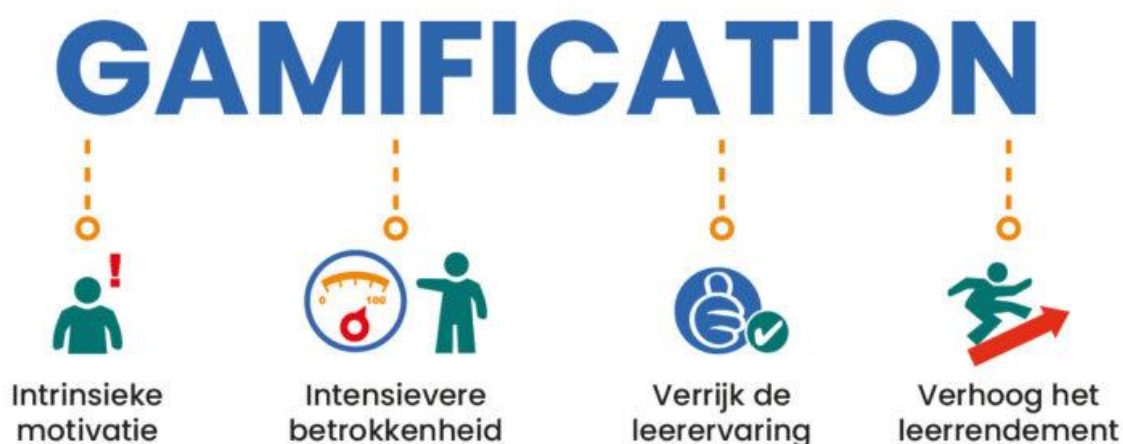 GAMIFICATION
!
0 100
Intrinsieke
motivatie
Intensievere
betrokkenheid
Verrijk de
leerervaring
Verhoog het
leerrendement